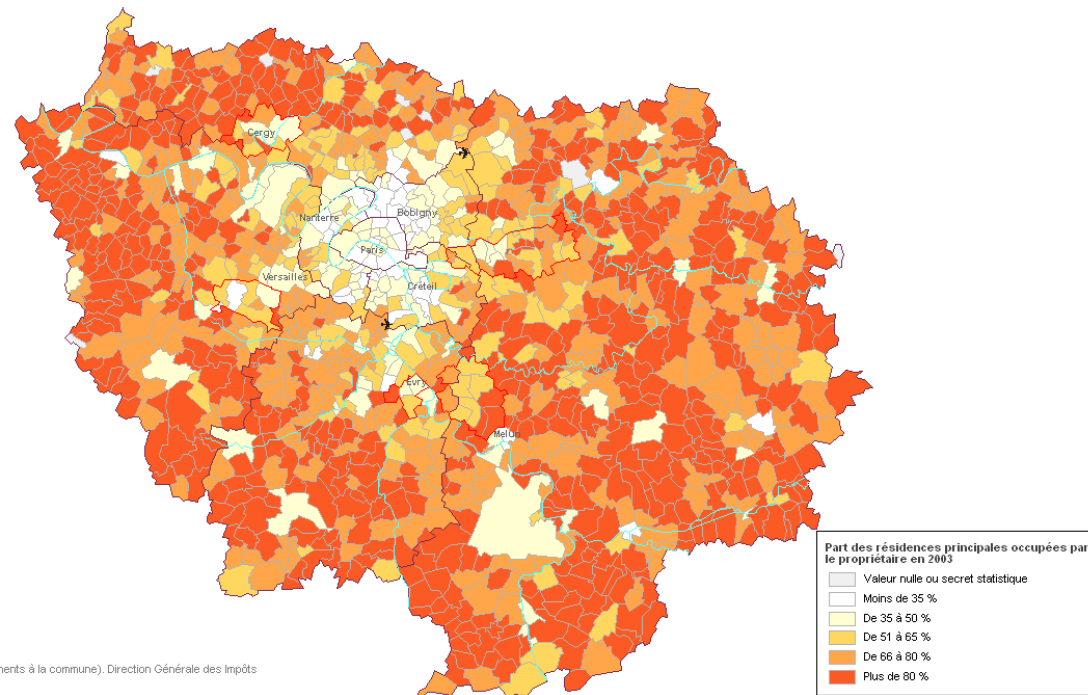 Cergy
Nanterre
Bobigny
Paris
Versailles
Créteil
Evry
Melun
Part des résidences principales occupées par
le propriétaire en 2003
Valeur nulle ou secret statistique
Moins de 35 %
De 35 à 50 %
De 51 à 65 %
De 66 à 80 %
Plus de 80 %
ments à la commune). Direction Générale des Impôts